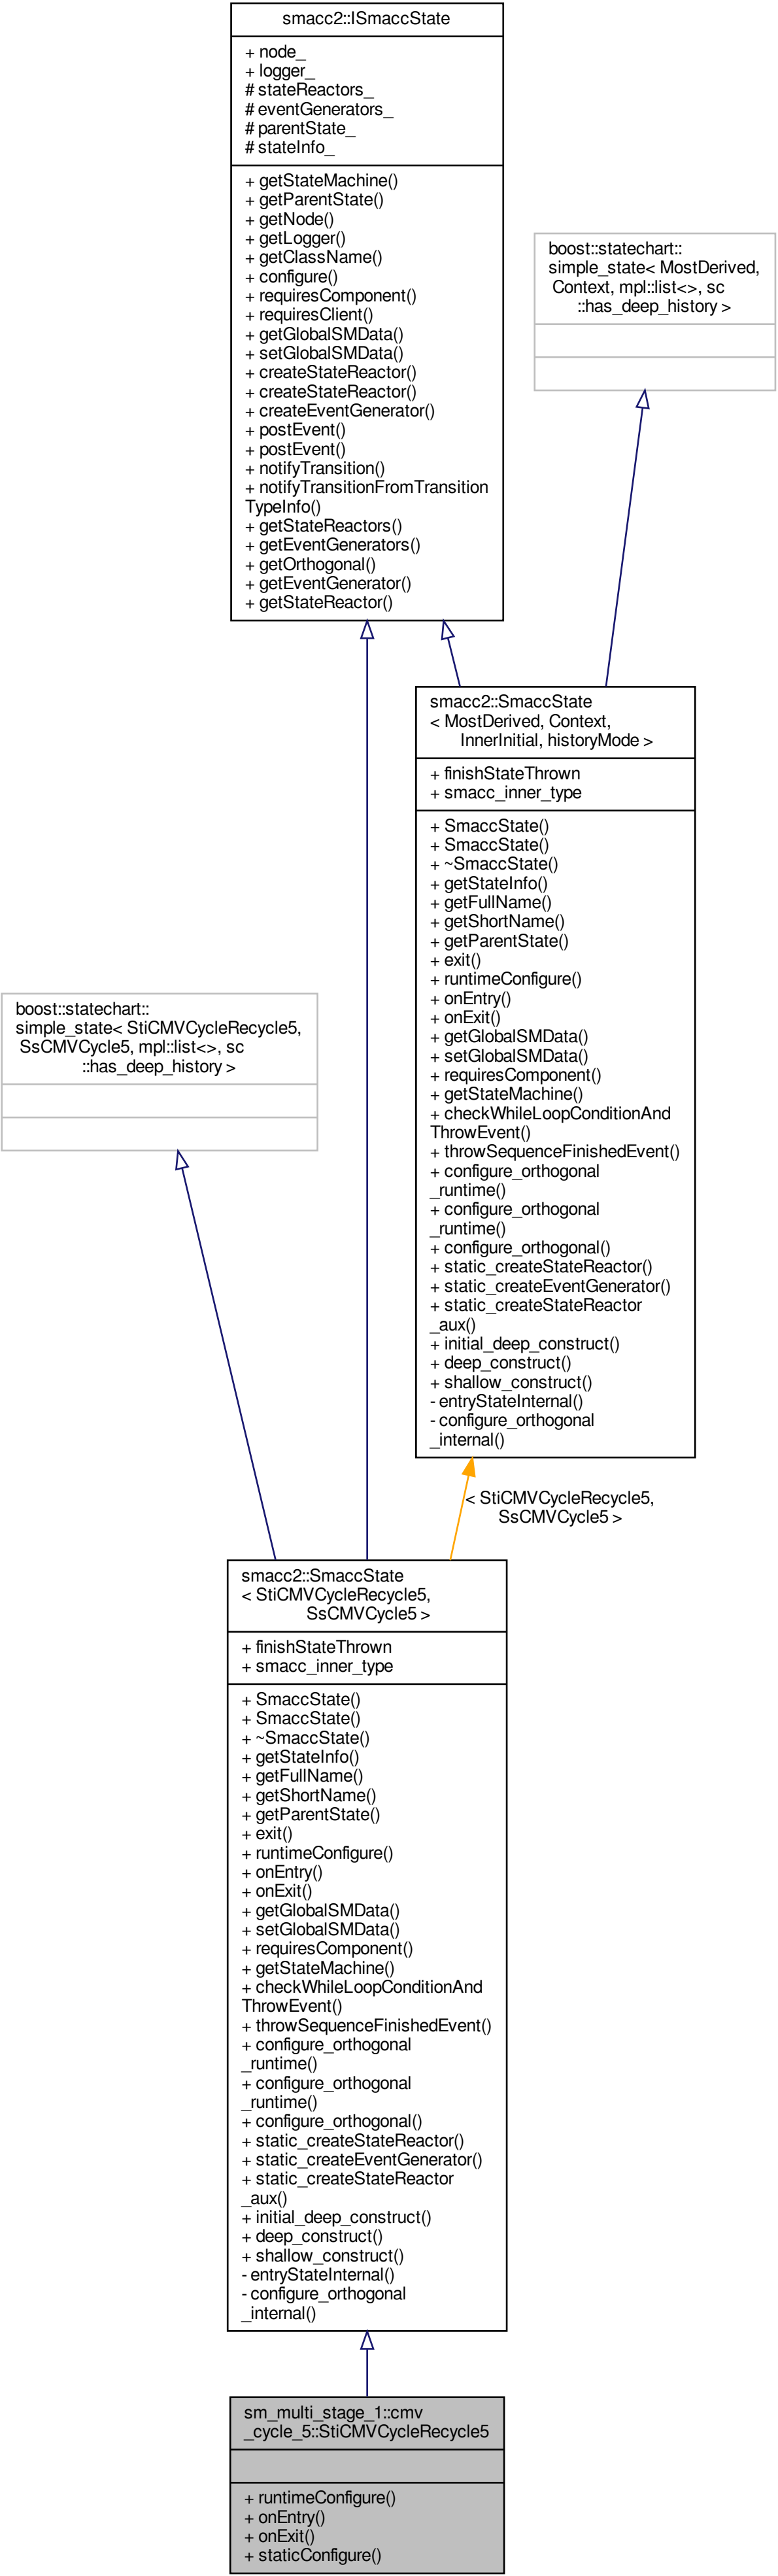 smacc2::ISmaccState
+ node_
+ logger_
# stateReactors_
# eventGenerators_
# parentState_
# stateInfo_
+ getStateMachine()
+ getParentState()
+ getNode()
+ getLogger()
+ getClassName()
+ configure()
+ requiresComponent()
+ requiresClient()
+ getGlobalSMData()
+ setGlobalSMData()
+ createStateReactor()
+ createStateReactor()
+ createEventGenerator()
+ postEvent()
+ postEvent()
+ notifyTransition()
+ notifyTransitionFromTransition
TypeInfo()
+ getStateReactors()
+ getEventGenerators()
+ getOrthogonal()
+ getEventGenerator()
+ getStateReactor()
boost::statechart::
simple_state< MostDerived,
Context, mpl::list<>, sc
::has_deep_history >
smacc2::SmaccState
< MostDerived, Context,
InnerInitial, historyMode >
+ finishStateThrown
+ smacc_inner_type
+ SmaccState()
+ SmaccState()
+ ~SmaccState()
+ getStateInfo()
+ getFullName()
+ getShortName()
+ getParentState()
+ exit()
+ runtimeConfigure()
+ onEntry()
+ onExit()
+ getGlobalSMData()
+ setGlobalSMData()
+ requiresComponent()
+ getStateMachine()
+ checkWhileLoopConditionAnd
ThrowEvent()
+ throwSequenceFinishedEvent()
+ configure_orthogonal
_runtime()
+ configure_orthogonal
_runtime()
+ configure_orthogonal()
+ static_createStateReactor()
+ static_createEventGenerator()
+ static_createStateReactor
_aux()
+ initial_deep_construct()
+ deep_construct()
+ shallow_construct()
- entryStateInternal()
- configure_orthogonal
_internal()
boost::statechart::
simple_state< StiCMVCycleRecycle5,
SsCMVCycle5, mpl::list<>, sc
::has_deep_history >
< StiCMVCycleRecycle5,
SsCMVCycle5 >
smacc2::SmaccState
< StiCMVCycleRecycle5,
SsCMVCycle5 >
+ finishStateThrown
+ smacc_inner_type
+ SmaccState()
+ SmaccState()
+ ~SmaccState()
+ getStateInfo()
+ getFullName()
+ getShortName()
+ getParentState()
+ exit()
+ runtimeConfigure()
+ onEntry()
+ onExit()
+ getGlobalSMData()
+ setGlobalSMData()
+ requiresComponent()
+ getStateMachine()
+ checkWhileLoopConditionAnd
ThrowEvent()
+ throwSequenceFinishedEvent()
+ configure_orthogonal
_runtime()
+ configure_orthogonal
_runtime()
+ configure_orthogonal()
+ static_createStateReactor()
+ static_createEventGenerator()
+ static_createStateReactor
_aux()
+ initial_deep_construct()
+ deep_construct()
+ shallow_construct()
- entryStateInternal()
- configure_orthogonal
_internal()
sm_multi_stage_1::cmv
_cycle_5::StiCMVCycleRecycle5
+ runtimeConfigure()
+ onEntry()
+ onExit()
+ staticConfigure()